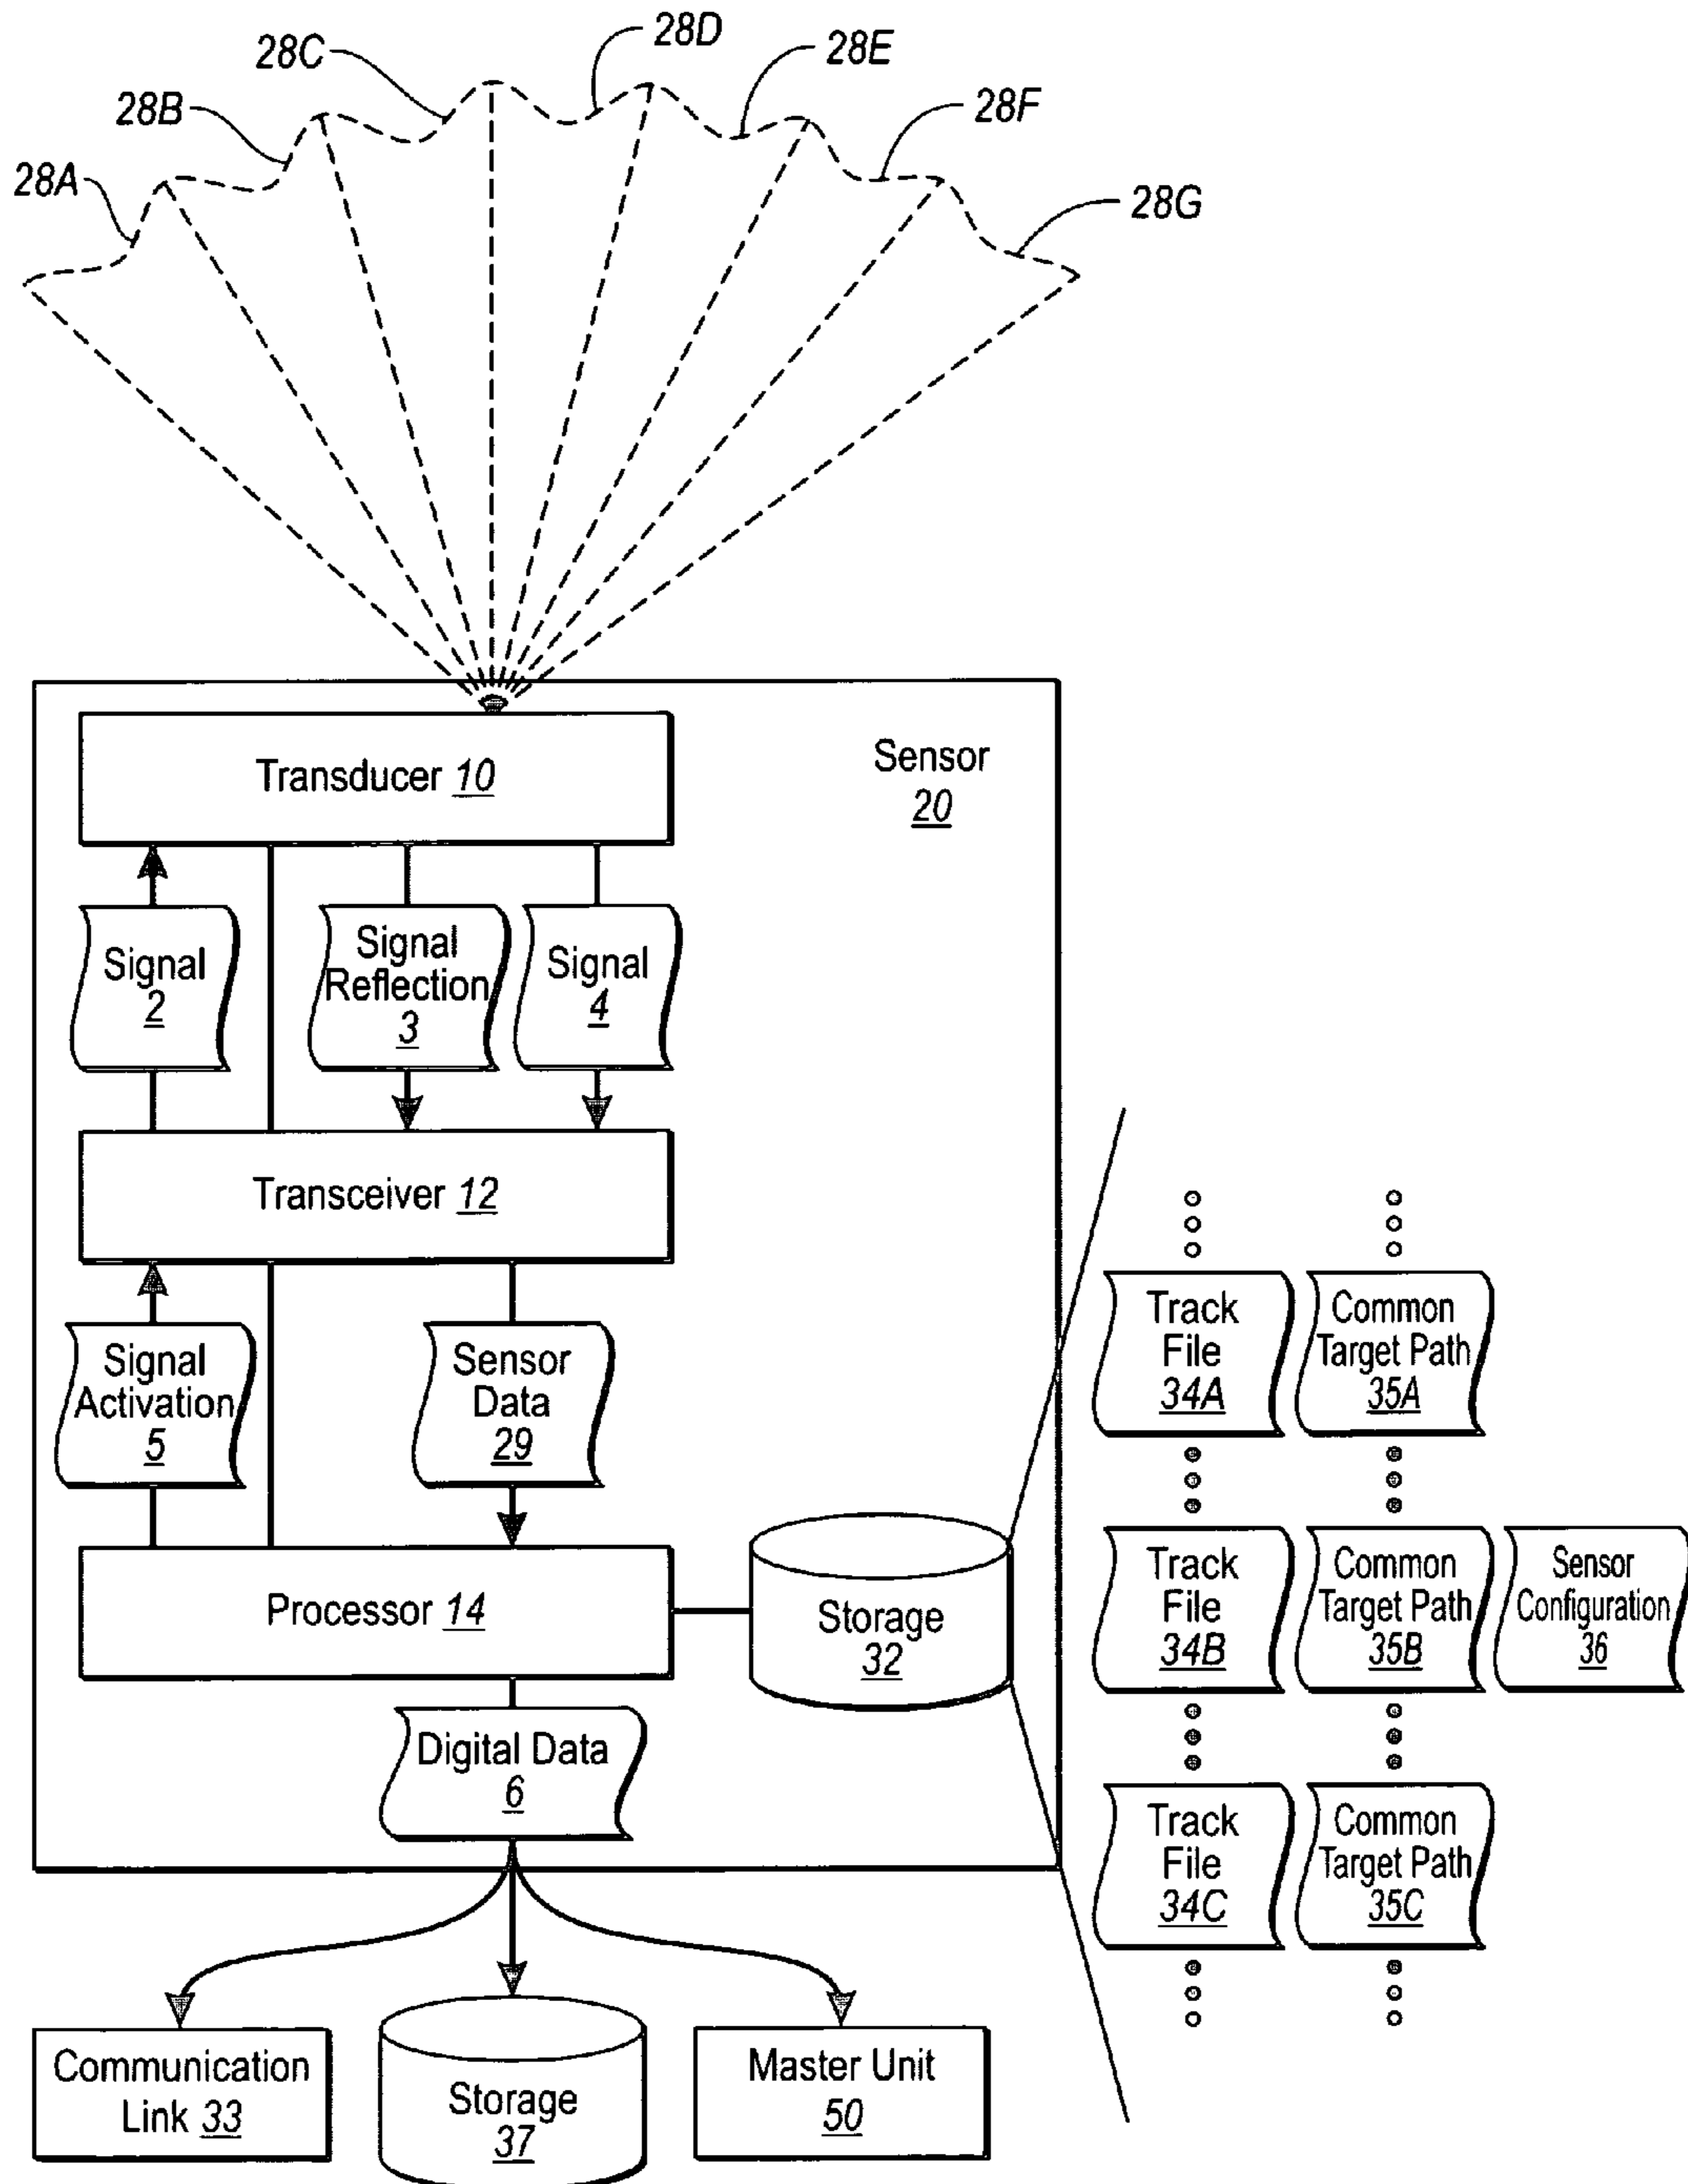 28D
28C
28E
28B
28F
28A
28G
Transducer 10
Sensor
20
Signal
2
Signal
Reflection
3
Signal
4
Transceiver 12
Signal
Activation
5
Sensor
Data
29
Track
File
34A
Common
Target Path
35A
Processor 14
Storage
32
Track
File
34B
Common
Target Path
35B
Sensor
Configuration
36
Digital Data
6
Track
File
34C
Common
Target Path
35C
Communication
Link 33
Storage
37
Master Unit
50